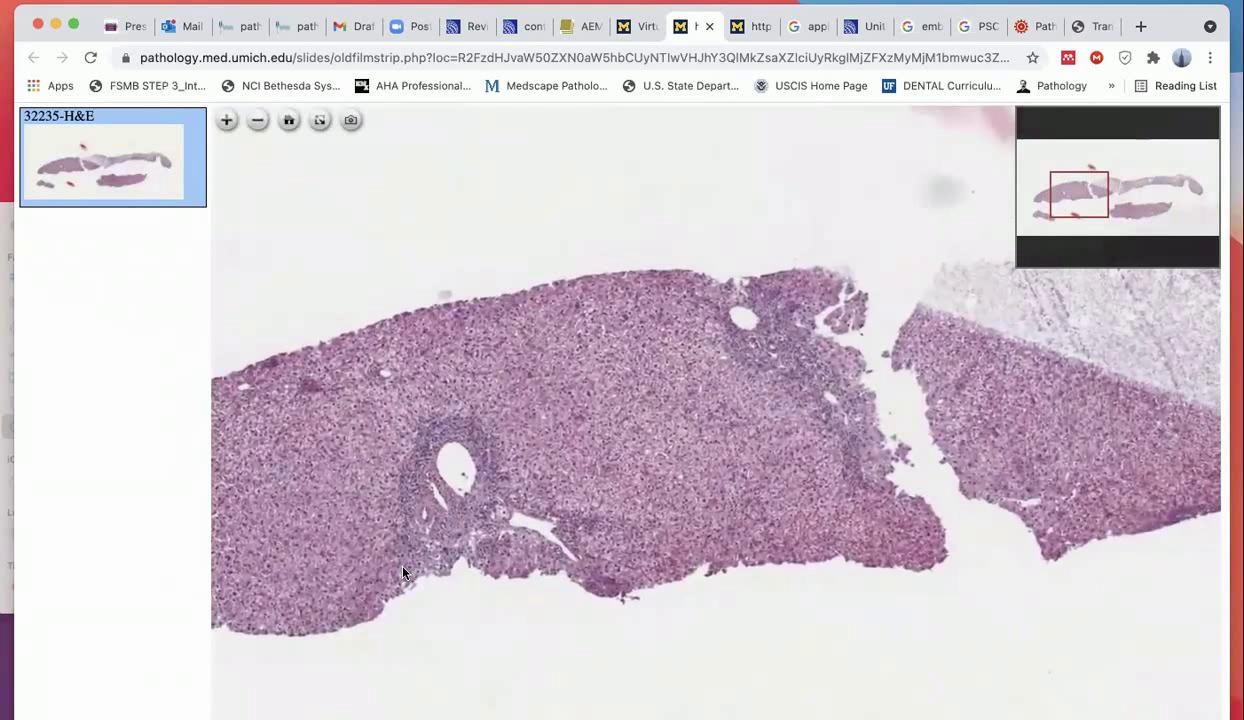 Pres
Mail
path
path
Draf
Post
Revi
cont
AEM
Virtu
h
http
appl
Unit
emb
PSC
Path
Tran
pathology.med.umich.edu/slides/oldfilmstrip.php?loc=
Apps
FSMB STEP 3_Int...
NCI Bethesda Sys...
AHA Professional...
Medscape Patholo...
U.S. State Depart...
USCIS Home Page
UF
DENTAL Curriculu...
Pathology
»
Reading List
32235-H&E